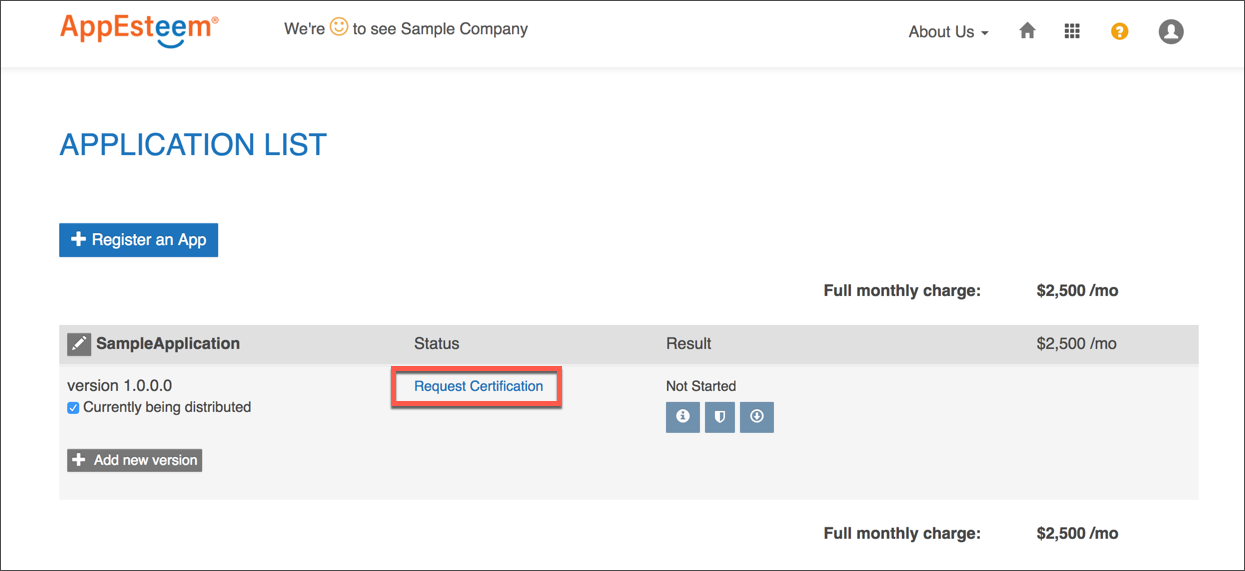 AppEsteem®
We're to see Sample Company
About Us
?
APPLICATION LIST
+ Register an App
Full monthly charge: $2,500 /mo
SampleApplication Status Result $2,500 /mo
version 1.0.0.0 Request Certification Not Started
Currently being distributed
+ Add new version
Full monthly charge: $2,500 /mo